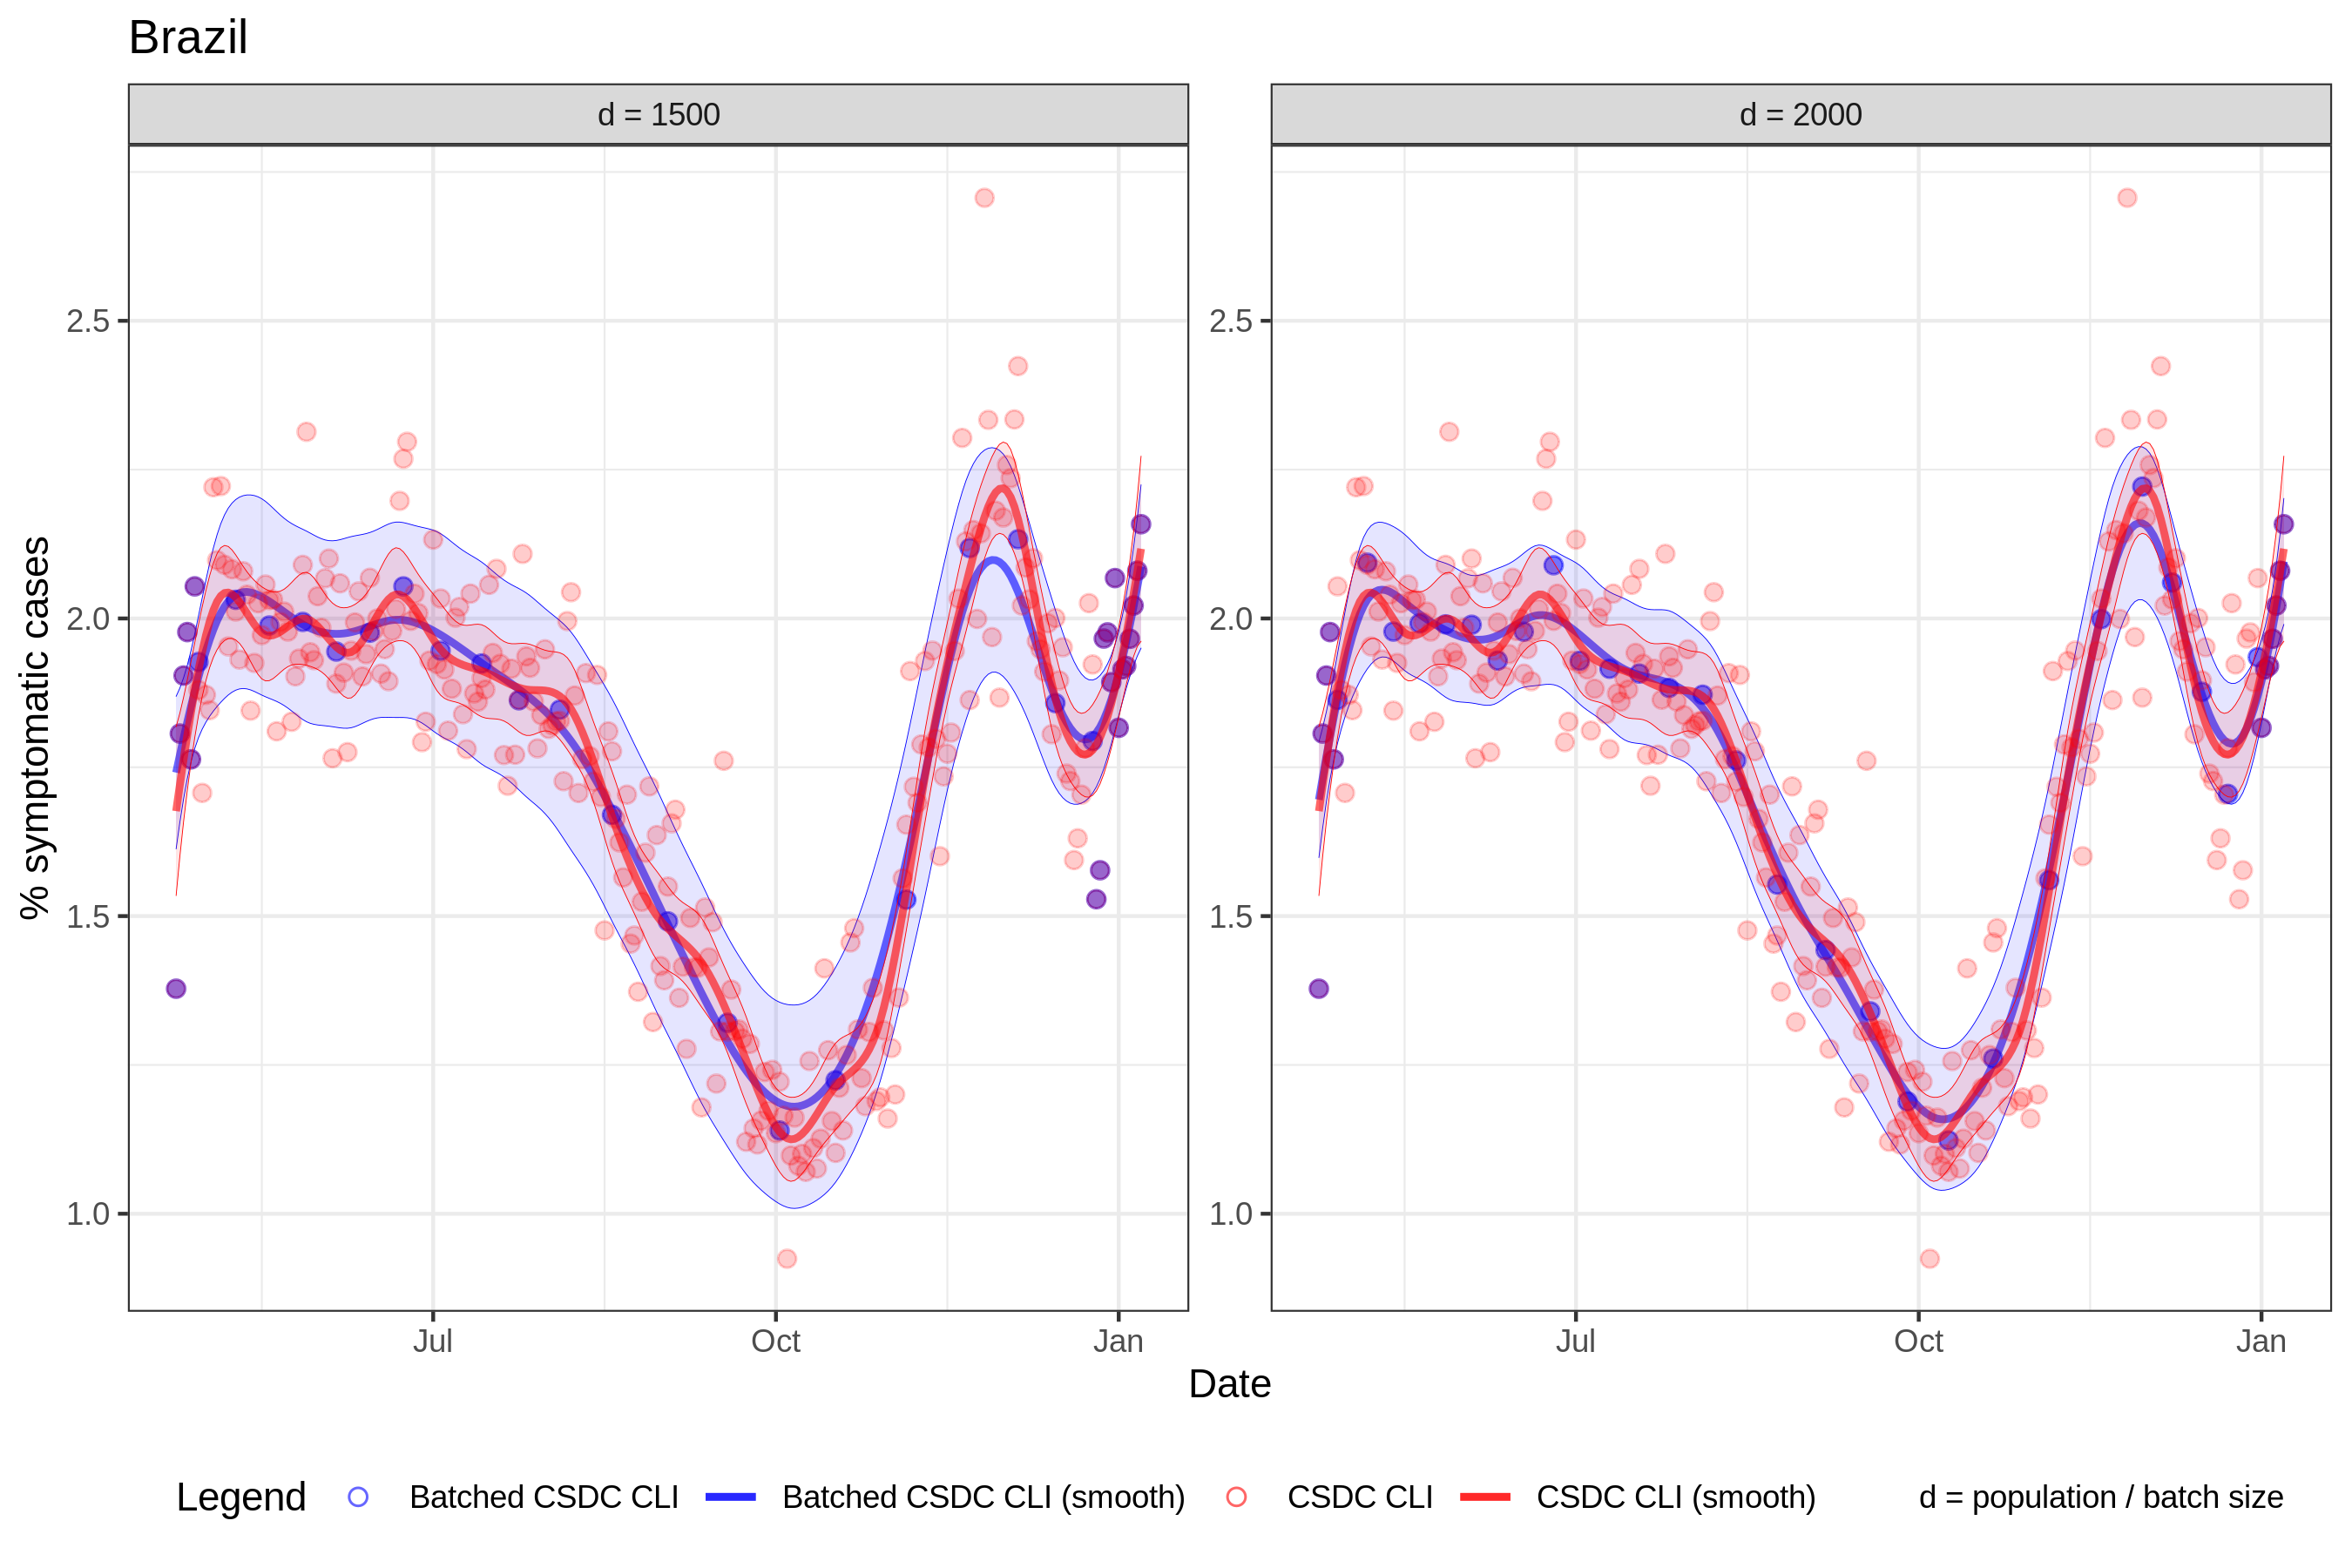 Brazil
d = 1500
d = 2000
% symptomatic cases
2.5
2.0
1.5
1.0
2.5
2.0
1.5
1.0
Jul
Oct
Jan
Jul
Oct
Jan
Date
Legend
Batched CSDC CLI
Batched CSDC CLI (smooth)
CSDC CLI
CSDC CLI (smooth)
d = population / batch size